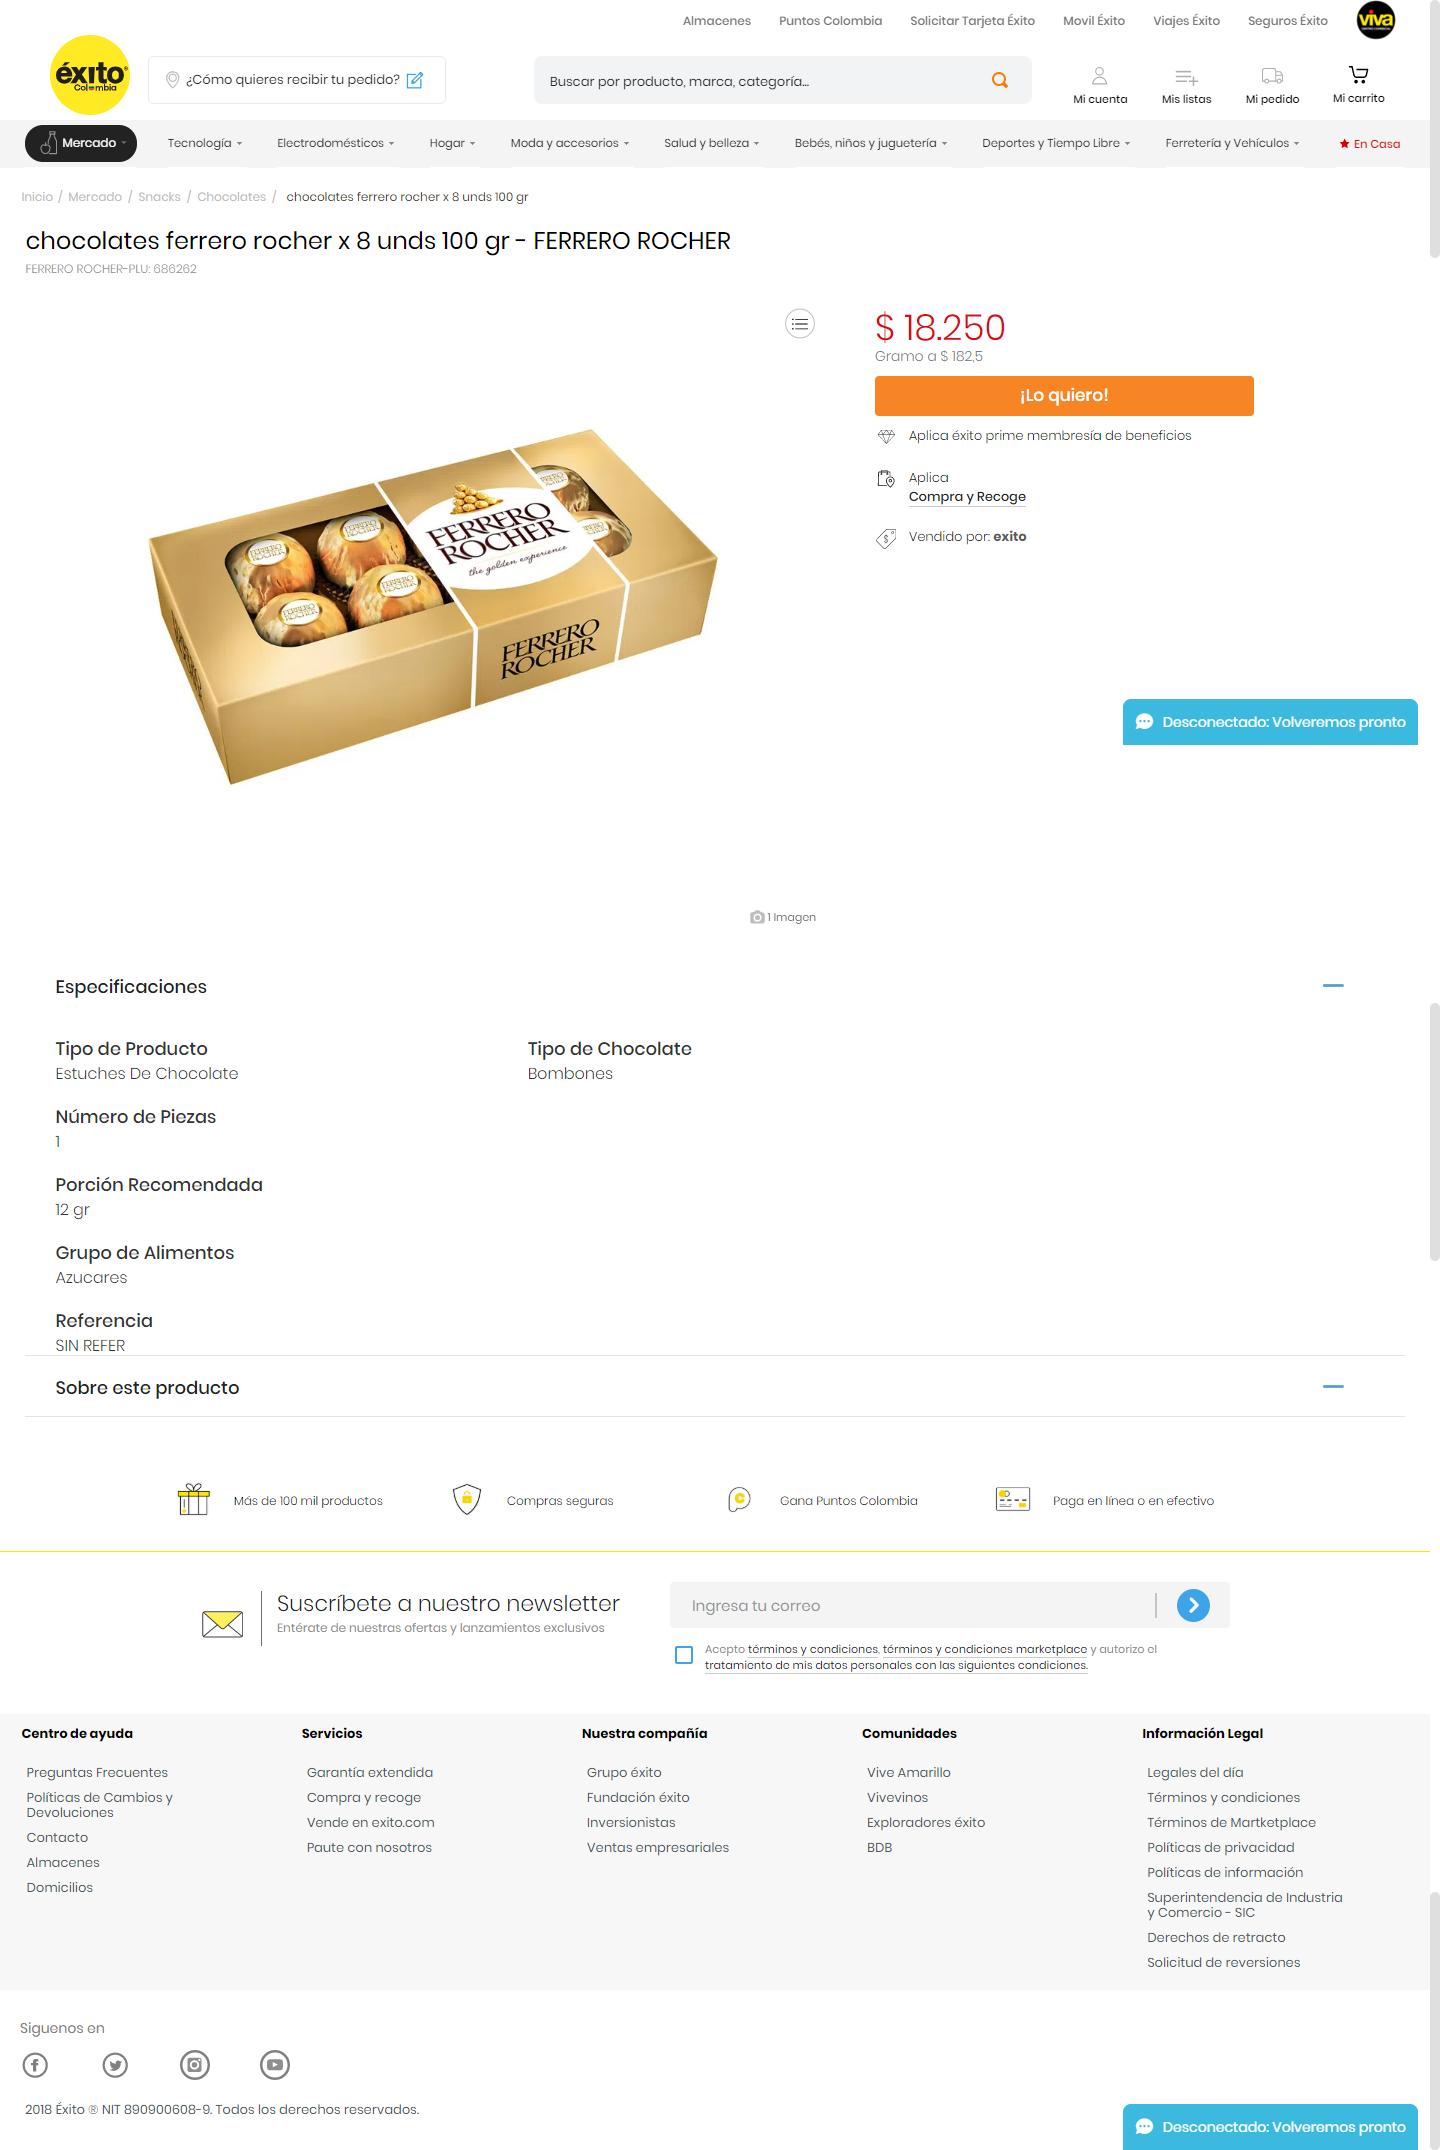 Almacenes Puntos Colombia Solicitar Tarjeta Éxito Movil Éxito Viajes Éxito Seguros Éxito viva
éxito
Colombia
¿Cómo quieres recibir tu pedido?
Buscar por producto, marca, categoría...
Mi cuenta Mis listas Mi pedido Mi carrito
Mercado Tecnología Electrodomésticos Hogar Moda y accesorios Salud y belleza Bebés, niños y juguetería Deportes y Tiempo Libre Ferretería y Vehículos En Casa
Inicio / Mercado / Snacks / Chocolates / chocolates ferrero rocher x 8 unds 100 gr
chocolates ferrero rocher x 8 unds 100 gr - FERRERO ROCHER
FERRERO ROCHER-PLU: 686262
$ 18.250
Gramo a $ 182,5
¡Lo quiero!
Aplica éxito prime membresía de beneficios
Aplica
Compra y Recoge
Vendido por: exito
FERRERO
ROCHER
the golden experience
FERRERO
ROCHER
Desconectado: Volveremos pronto
1 Imagen
Especificaciones
Tipo de Producto
Estuches De Chocolate
Tipo de Chocolate
Bombones
Número de Piezas
1
Porción Recomendada
12 gr
Grupo de Alimentos
Azucares
Referencia
SIN REFER
Sobre este producto
Más de 100 mil productos
Compras seguras
Gana Puntos Colombia
Paga en línea o en efectivo
Suscríbete a nuestro newsletter
Entérate de nuestras ofertas y lanzamientos exclusivos
Ingresa tu correo
Acepto términos y condiciones, términos y condiciones marketplace y autorizo el
tratamiento de mis datos personales con las siguientes condiciones.
Centro de ayuda
Preguntas Frecuentes
Políticas de Cambios y
Devoluciones
Contacto
Almacenes
Domicilios
Servicios
Garantía extendida
Compra y recoge
Vende en exito.com
Paute con nosotros
Nuestra compañía
Grupo éxito
Fundación éxito
Inversionistas
Ventas empresariales
Comunidades
Vive Amarillo
Vivevinos
Exploradores éxito
BDB
Información Legal
Legales del día
Términos y condiciones
Términos de Martketplace
Políticas de privacidad
Políticas de información
Superintendencia de Industria
y Comercio - SIC
Derechos de retracto
Solicitud de reversiones
Siguenos en
2018 Éxito ® NIT 890900608-9. Todos los derechos reservados.
Desconectado: Volveremos pronto